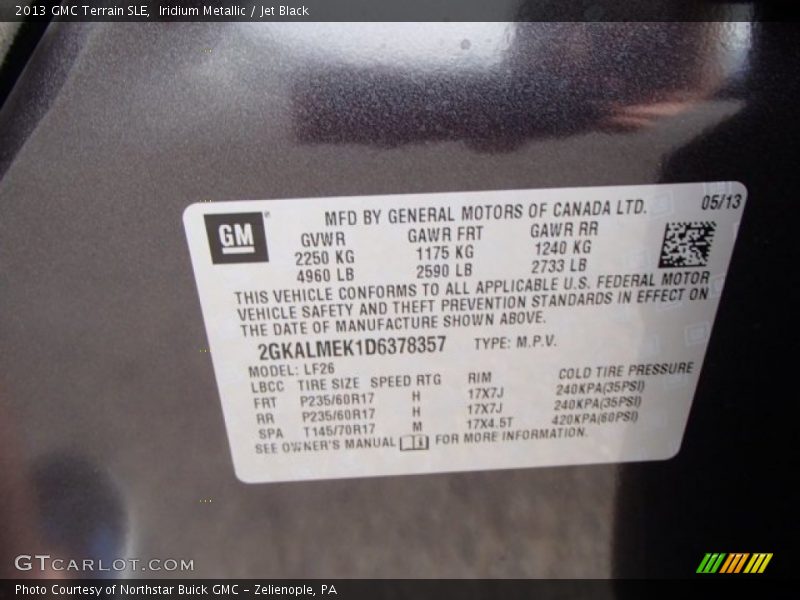 2013 GMC Terrain SLE,  Iridium Metallic / Jet Black
GM
MFD BY GENERAL MOTORS OF CANADA LTD.
05/13
GVWR GAWR FRT GAWR RR
2250 KG 1175 KG 1240 KG
4960 LB 2590 LB 2733 LB
THIS VEHICLE CONFORMS TO ALL APPLICABLE U.S. FEDERAL MOTOR
VEHICLE SAFETY AND THEFT PREVENTION STANDARDS IN EFFECT ON
THE DATE OF MANUFACTURE SHOWN ABOVE.
2GKALMEK1D6378357 TYPE: M.P.V.
MODEL: LF26
LBCC TIRE SIZE SPEED RTG RIM COLD TIRE PRESSURE
FRT P235/60R17 H 17X7J 240KPA(35PSI)
RR P235/60R17 H 17X7J 240KPA(35PSI)
SPA T145/70R17 M 17X4.5T 420KPA(60PSI)
SEE OWNER'S MANUAL FOR MORE INFORMATION.
GTCARLOT.COM
Photo Courtesy of Northstar Buick GMC - Zelienople, PA